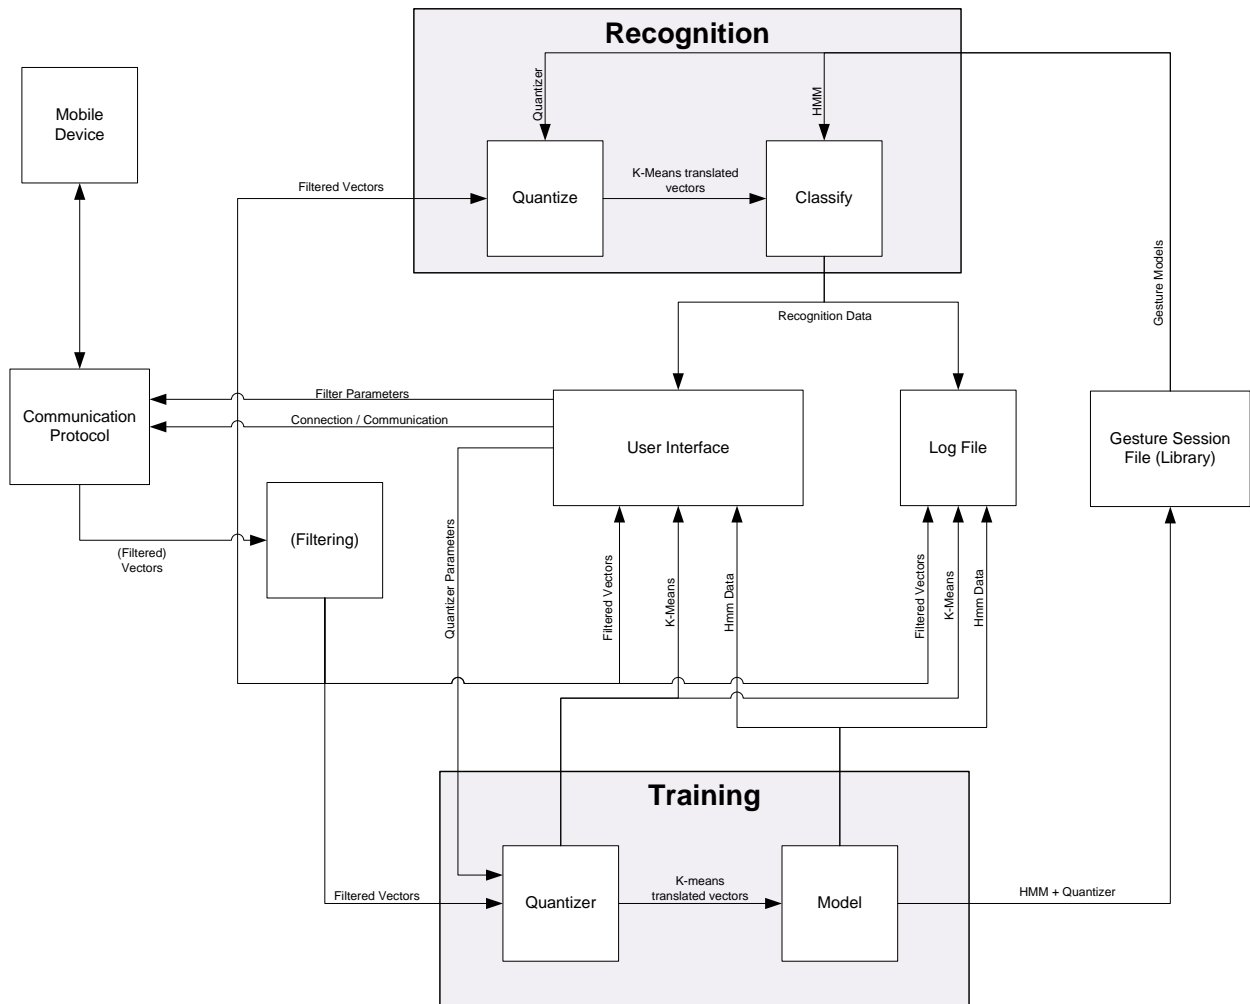 Recognition
Mobile
Device
Quantizer
HMM
Filtered Vectors
Quantize
K-Means translated
vectors
Classify
Gesture Models
Recognition Data
Communication
Protocol
Filter Parameters
Connection / Communication
User Interface
Log File
Gesture Session
File (Library)
(Filtered)
Vectors
(Filtering)
Quantizer Parameters
Filtered Vectors
K-Means
Hmm Data
Filtered Vectors
K-Means
Hmm Data
Training
Filtered Vectors
Quantizer
K-means
translated vectors
Model
HMM + Quantizer